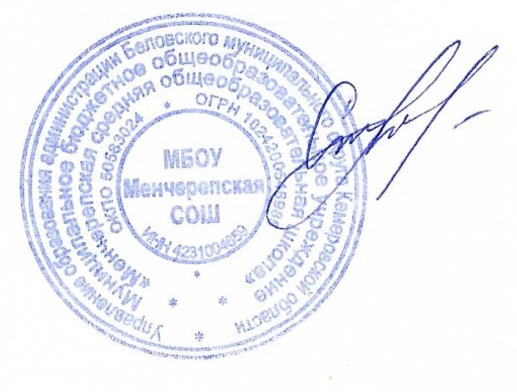 Управление образования администрации Беловского муниципального округа Кемеровской области
Муниципальное бюджетное общеобразовательное учреждение
«Менчерепская средняя общеобразовательная школа»
ОКПО 50583024 * ОГРН
МБОУ
Менчерепская
СОШ
ИНН 4231004659